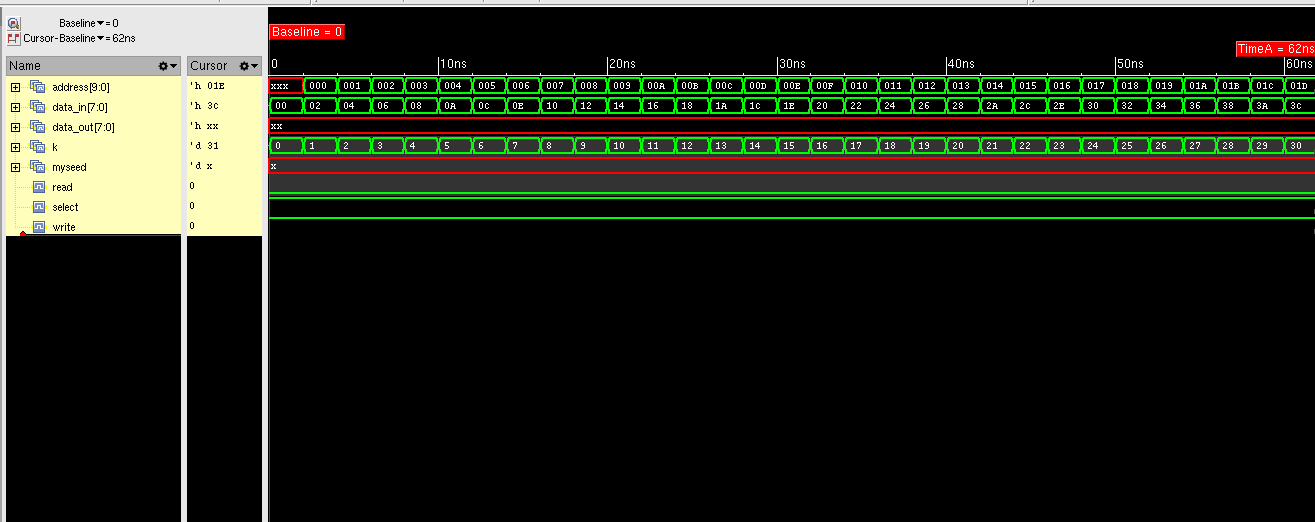 Baseline▼= 0
Cursor-Baseline▼= 62ns
Baseline = 0
TimeA = 62ns
Name Cursor 0 10ns 20ns 30ns 40ns 50ns 60ns
address[9:0] 'h 01E xxx 000 001 002 003 004 005 006 007 008 009 00A 00B 00C 00D 00E 00F 010 011 012 013 014 015 016 017 018 019 01A 01B 01C 01D
data_in[7:0] 'h 3C 00 02 04 06 08 0A 0C 0E 10 12 14 16 18 1A 1C 1E 20 22 24 26 28 2A 2C 2E 30 32 34 36 38 3A 3C
data_out[7:0] 'h xx xx
k 'd 31 0 1 2 3 4 5 6 7 8 9 10 11 12 13 14 15 16 17 18 19 20 21 22 23 24 25 26 27 28 29 30
myseed 'd x x
read 0
select 0
write 0